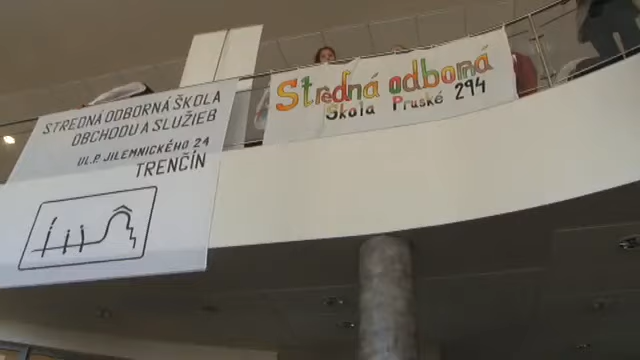 STREDNÁ ODBORNÁ ŠKOLA
OBCHODU A SLUŽIEB
UL.P. JILEMNICKÉHO 24
TRENČÍN
Stredná odborná
Škola Pruské 294